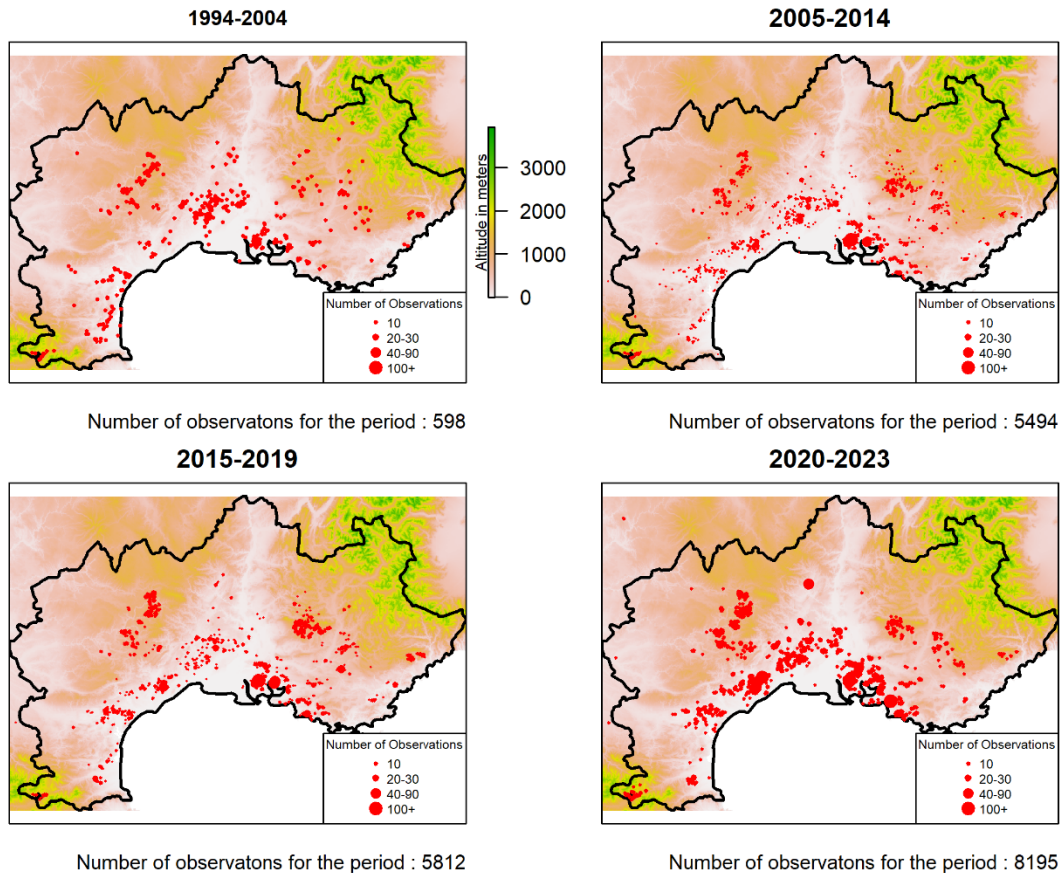 1994-2004
2005-2014
Altitude in meters
3000
2000
1000
0
Number of Observations
10
20-30
40-90
100+
Number of Observations
10
20-30
40-90
100+
Number of observatons for the period : 598
Number of observatons for the period : 5494
2015-2019
2020-2023
Number of Observations
10
20-30
40-90
100+
Number of Observations
10
20-30
40-90
100+
Number of observatons for the period : 5812
Number of observatons for the period : 8195